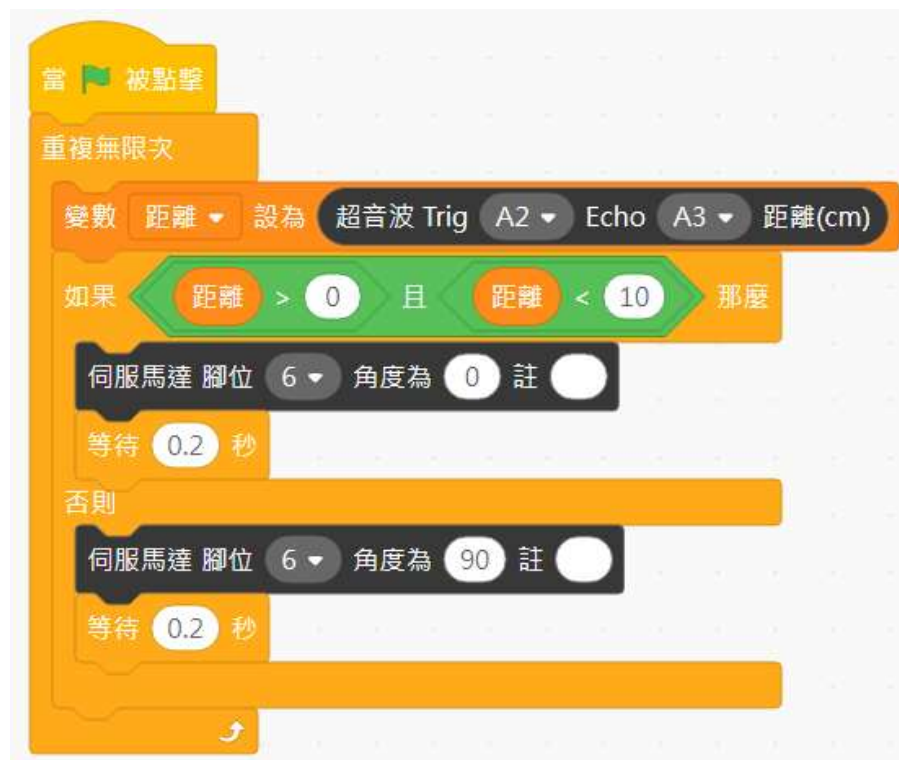 當 被點擊
重複無限次
變數 距離 設為 超音波 Trig A2 Echo A3 距離(cm)
如果 距離 > 0 且 距離 < 10 那麼
伺服馬達 腳位 6 角度為 0 註
等待 0.2 秒
否則
伺服馬達 腳位 6 角度為 90 註
等待 0.2 秒